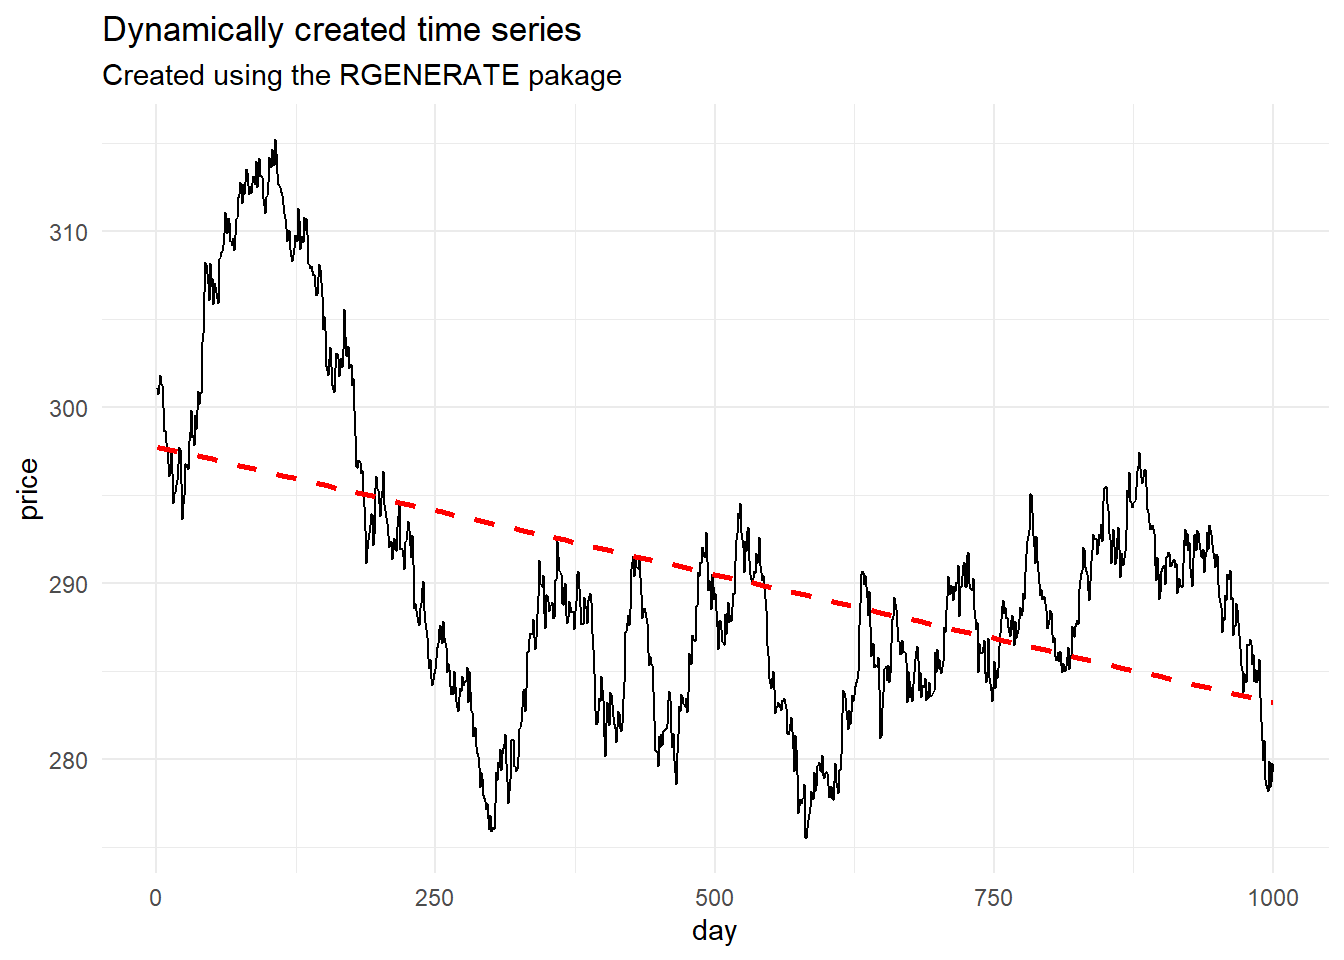 Dynamically created time series
Created using the RGENERATE pakage
310
300
290
280
price
0 250 500 750 1000
day